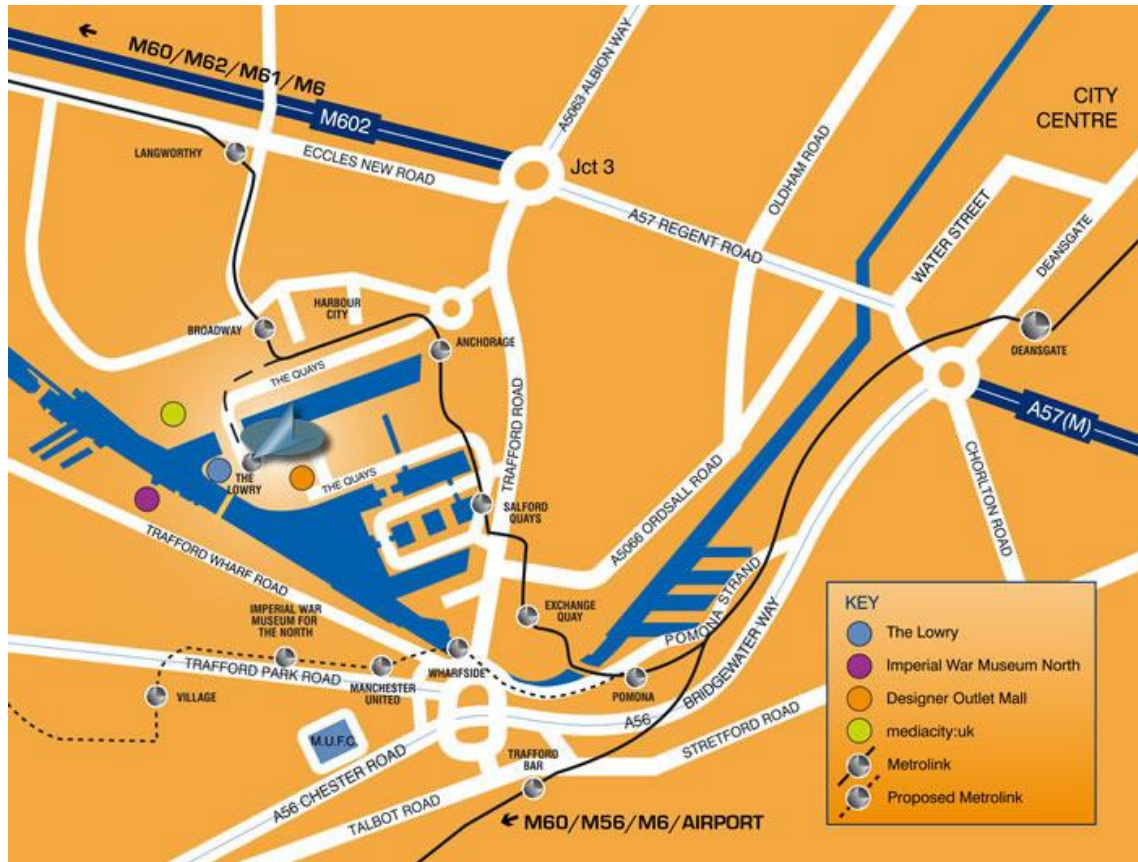 M60/M62/M61/M6
M602
A5063 ALBION WAY
CITY
CENTRE
LANGWORTHY
ECCLES NEW ROAD
Jct 3
OLDHAM ROAD
A57 REGENT ROAD
WATER STREET
DEANSGATE
HARBOUR
CITY
BROADWAY
ANCHORAGE
DEANSGATE
THE QUAYS
TRAFFORD ROAD
A57(M)
THE
LOWRY
THE QUAYS
SALFORD
QUAYS
A5066 ORDSALL ROAD
CHORLTON ROAD
TRAFFORD WHARF ROAD
EXCHANGE
QUAY
POMONA STRAND
IMPERIAL WAR
MUSEUM FOR
THE NORTH
TRAFFORD PARK ROAD
WHARFSIDE
VILLAGE
MANCHESTER
UNITED
POMONA
BRIDGEWATER WAY
A56
STRETFORD ROAD
M.U.F.C.
TRAFFORD
BAR
A56 CHESTER ROAD
TALBOT ROAD
M60/M56/M6/AIRPORT
KEY
The Lowry
Imperial War Museum North
Designer Outlet Mall
mediacity:uk
Metrolink
Proposed Metrolink